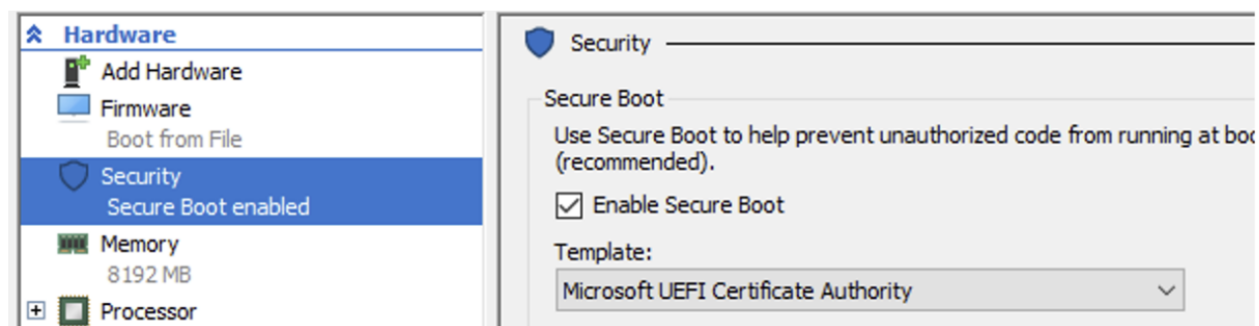 Hardware
Add Hardware
Firmware
Boot from File
Security
Secure Boot enabled
Memory
8192 MB
Processor
Security
Secure Boot
Use Secure Boot to help prevent unauthorized code from running at
(recommended).
Enable Secure Boot
Template:
Microsoft UEFI Certificate Authority